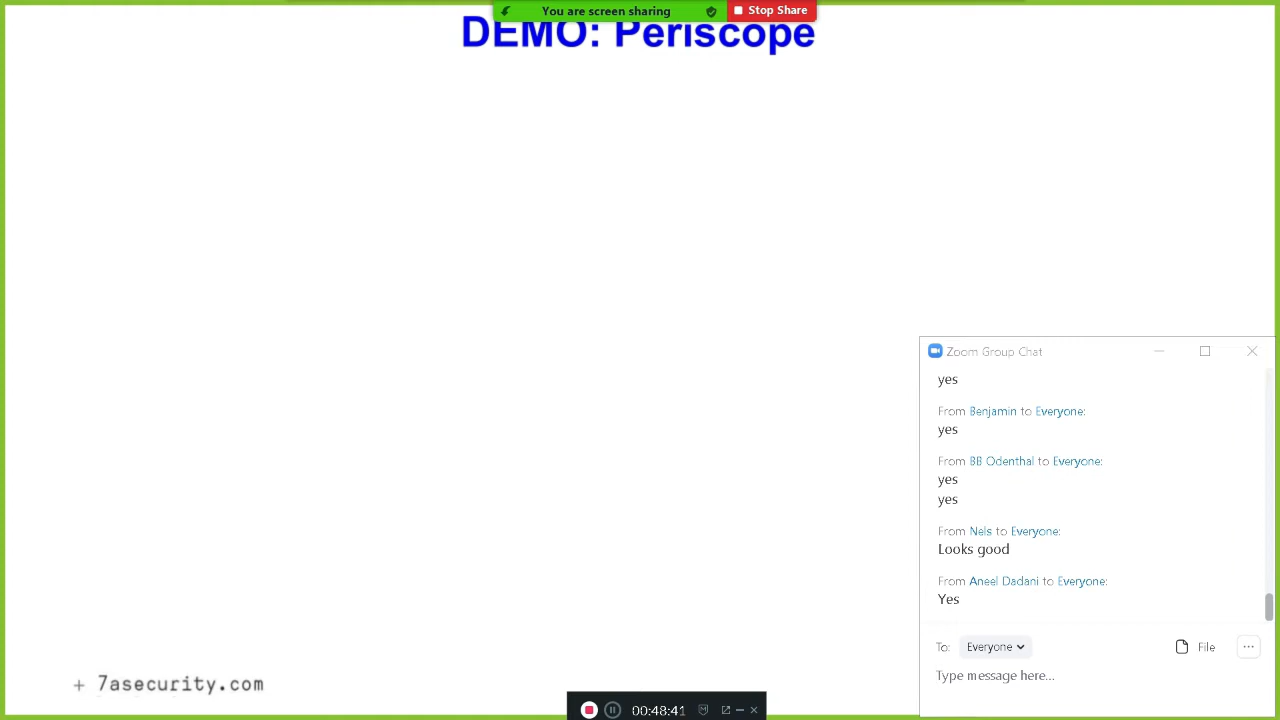 You are screen sharing
Stop Share
DEMO: Periscope
Zoom Group Chat
yes
From Benjamin to Everyone:
yes
From BB Odenthal to Everyone:
yes
yes
From Nels to Everyone:
Looks good
From Aneel Dadani to Everyone:
Yes
To: Everyone File ...
Type message here...
+ 7asecurity.com
00:48:41